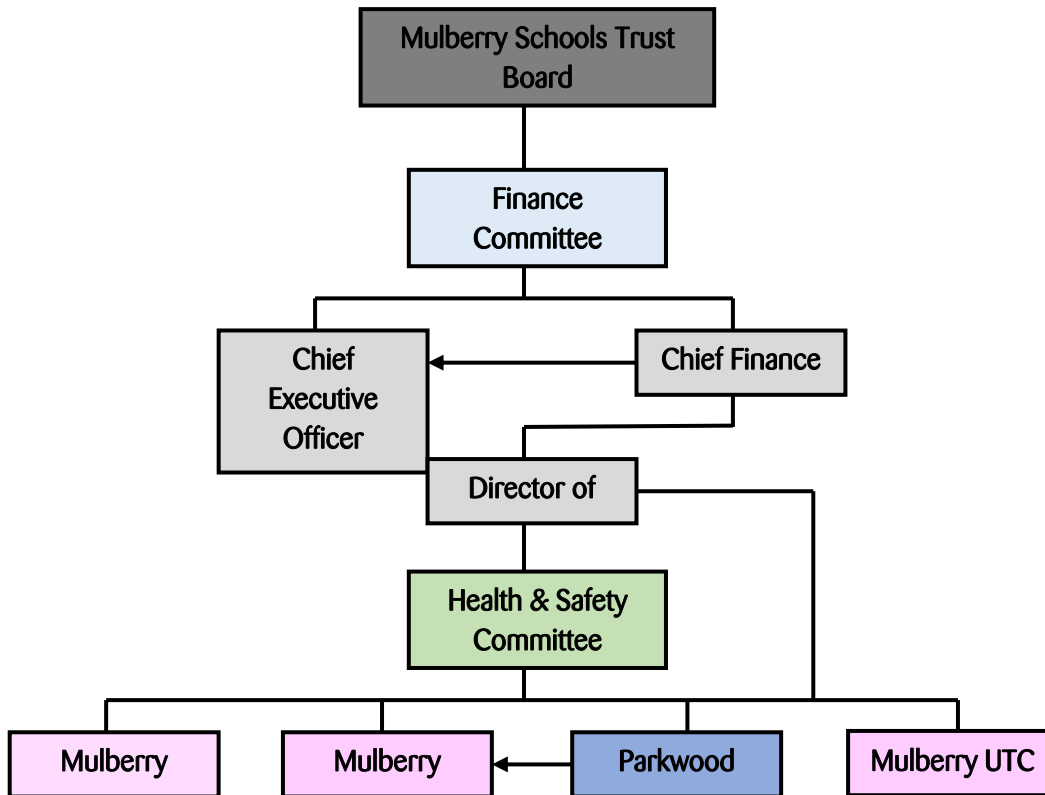 Mulberry Schools Trust
Board
Finance
Committee
Chief
Executive
Officer
Chief Finance
Director of
Health & Safety
Committee
Mulberry
Mulberry
Parkwood
Mulberry UTC